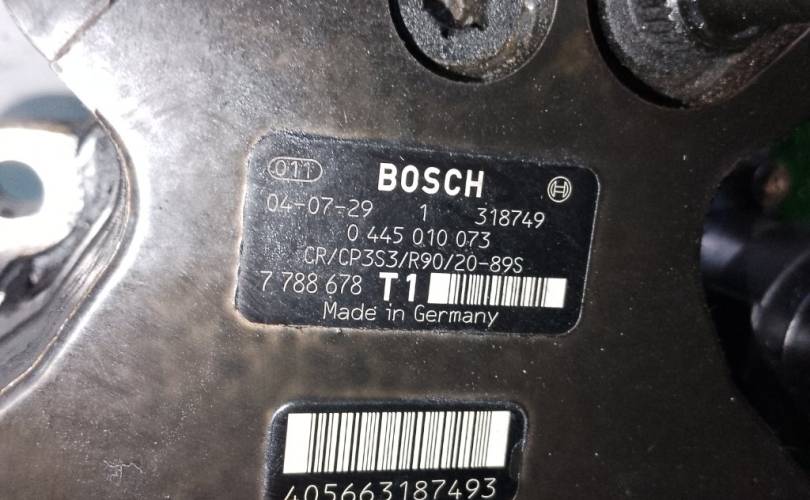 011
BOSCH
04-07-29 1 318749
0 445 010 073
CR/CP3S3/R90/20-89S
7 788 678 T1
Made in Germany
405663187493